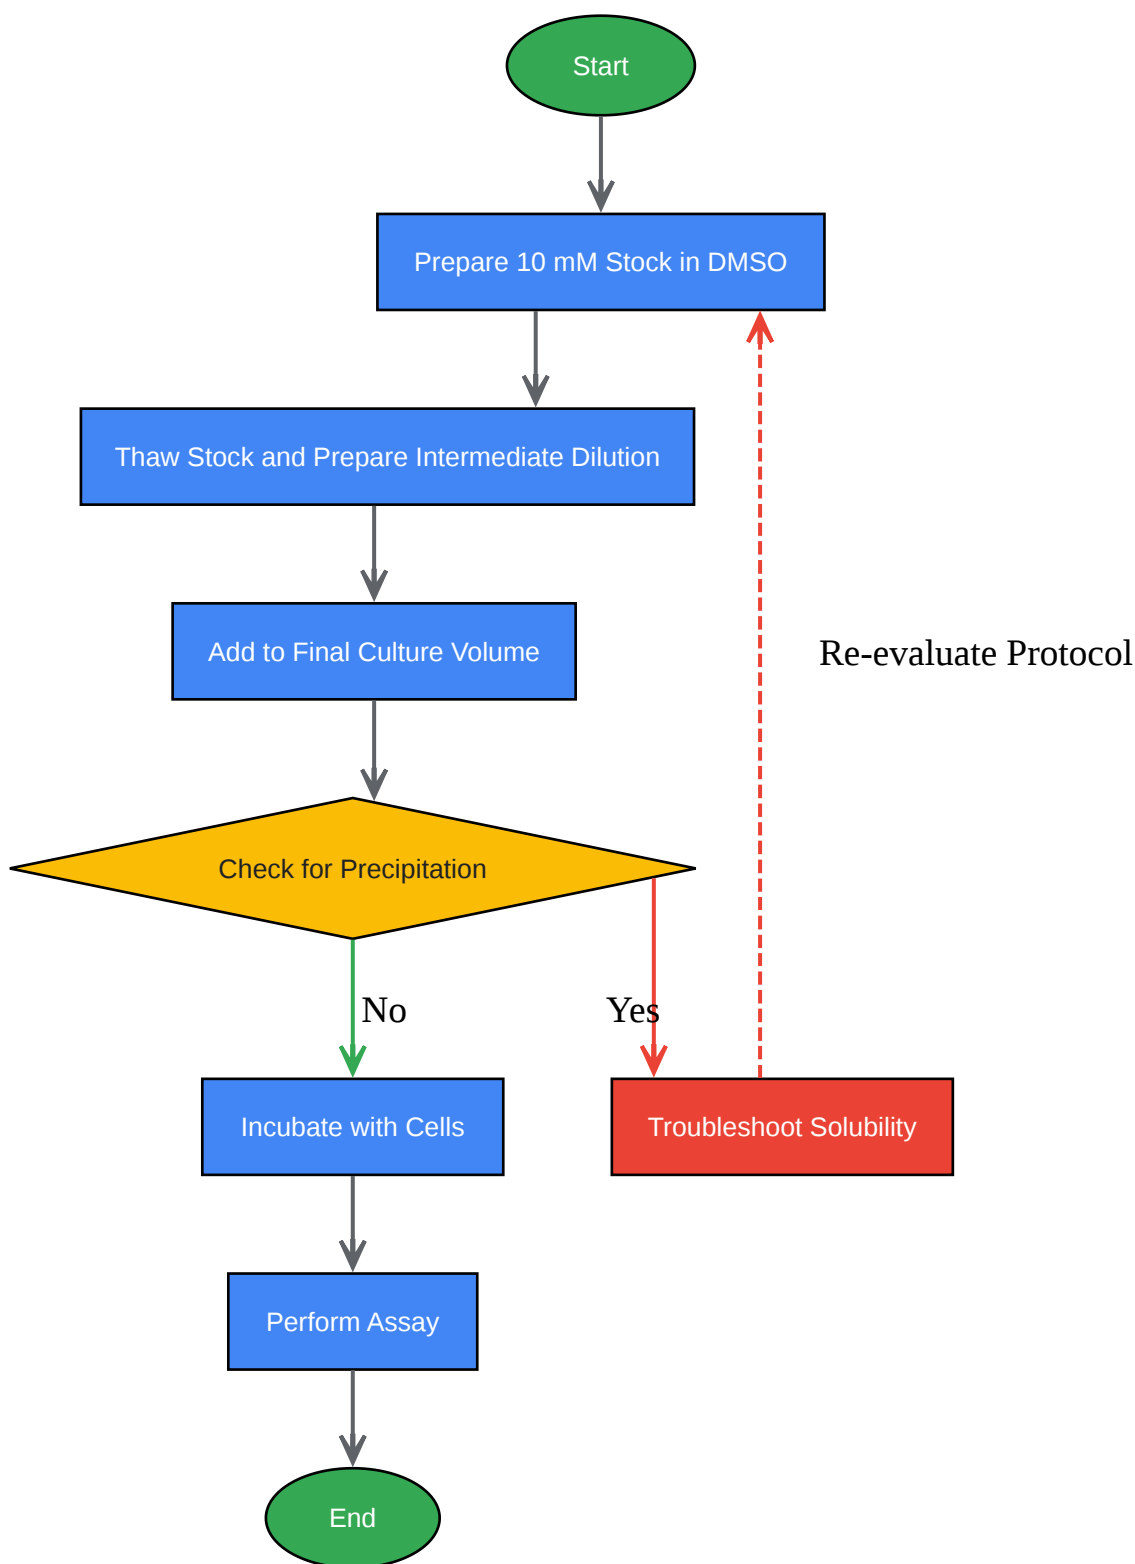 Start
Prepare 10 mM Stock in DMSO
Thaw Stock and Prepare Intermediate Dilution
Add to Final Culture Volume
Re-evaluate Protocol
Check for Precipitation
No
Yes
Incubate with Cells
Troubleshoot Solubility
Perform Assay
End